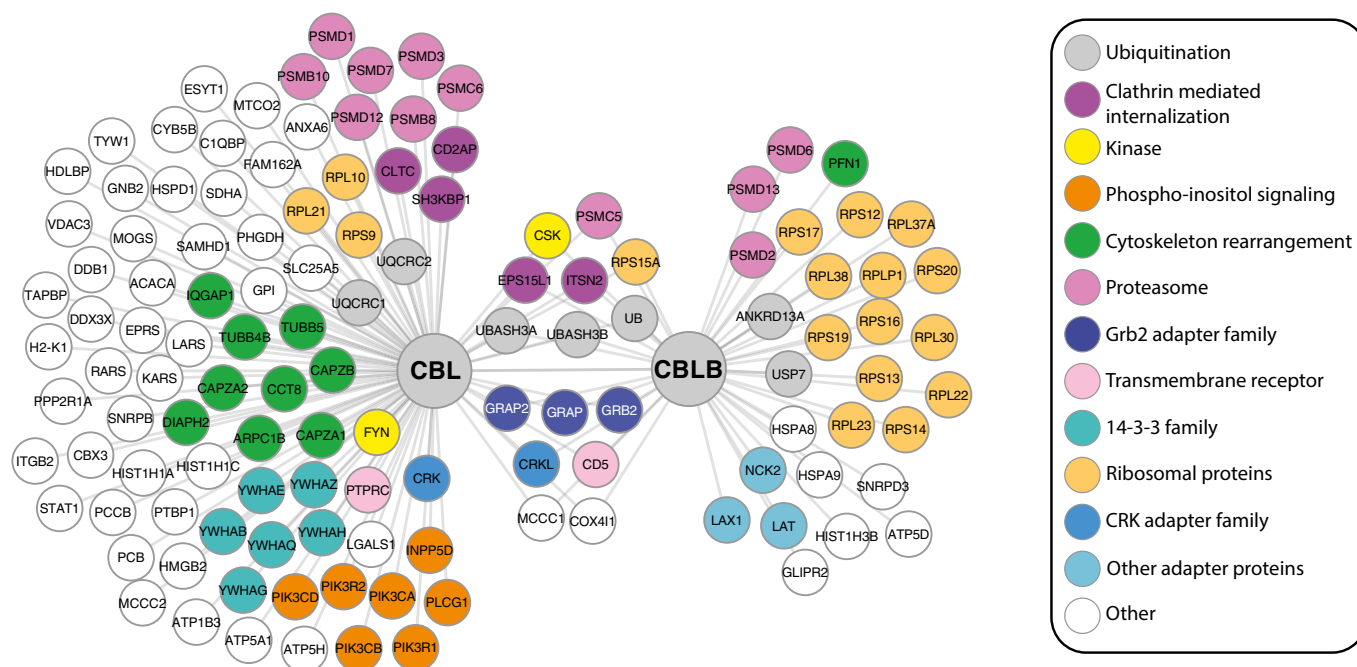 PSMD1
PSMD3
PSMD7
PSMB10
PSMC6
ESYT1
MTCO2
PSMD12
PSMB8
ANXA6
CYB5B
C1QBP
TYW1
CD2AP
FAM162A
CLTC
HDLBP
RPL10
GNB2
HSPD1
SDHA
SH3KBP1
RPL21
VDAC3
MOGS
SAMHD1
PHGDH
RPS9
UQCRC2
SLC25A5
DDB1
ACACA
TAPBP
IQGAP1
GPI
UQCRC1
DDX3X
EPRS
TUBB4B
TUBB5
H2-K1
LARS
RARS
KARS
CAPZB
CBL
CAPZA2
CCT8
PPP2R1A
SNRPB
DIAPH2
ARPC1B
CAPZA1
FYN
ITGB2
CBX3
HIST1H1A
HIST1H1C
YWHAE
YWHAZ
PTPRC
CRK
STAT1
PCCB
PTBP1
YWHAB
YWHAQ
YWHAH
LGALS1
INPP5D
PCB
HMGB2
YWHAG
PIK3CD
PIK3R2
PIK3CA
PLCG1
MCCC2
ATP1B3
ATP5A1
ATP5H
PIK3CB
PIK3R1
PSMC5
CSK
RPS15A
EPS15L1
ITSN2
UB
UBASH3A
UBASH3B
CBLB
GRAP2
GRAP
GRB2
CRKL
CD5
MCCC1
COX4I1
PSMD6
PFN1
PSMD13
RPS12
RPS17
RPL37A
PSMD2
RPL38
RPLP1
RPS20
ANKRD13A
RPS16
RPS19
RPL30
USP7
RPS13
RPL22
HSPA8
RPL23
RPS14
NCK2
HSPA9
SNRPD3
LAX1
LAT
HIST1H3B
ATP5D
GLIPR2
Ubiquitination
Clathrin mediated
internalization
Kinase
Phospho-inositol signaling
Cytoskeleton rearrangement
Proteasome
Grb2 adapter family
Transmembrane receptor
14-3-3 family
Ribosomal proteins
CRK adapter family
Other adapter proteins
Other